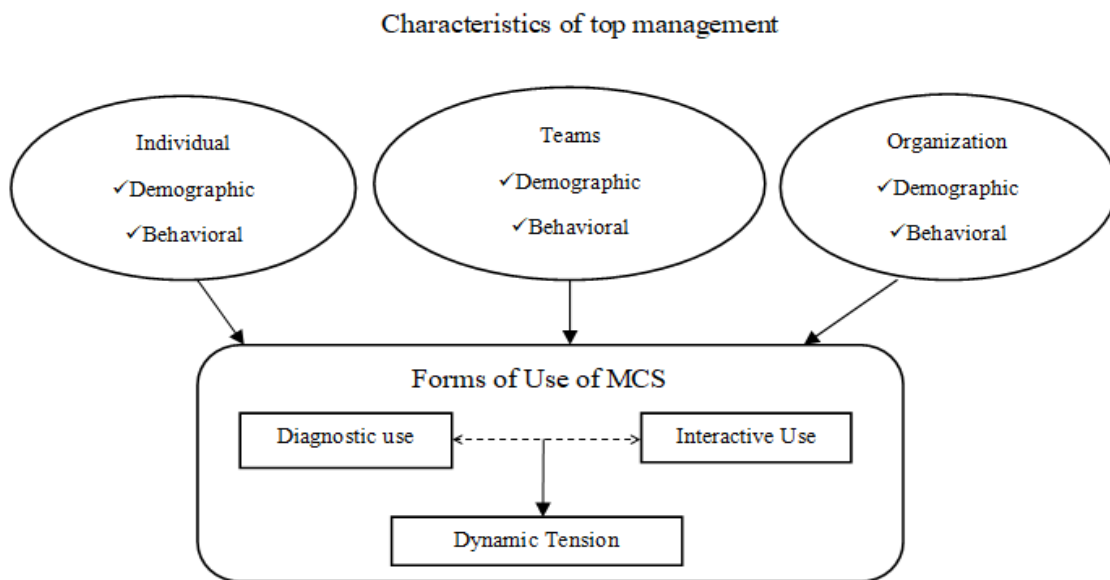 Characteristics of top management
Individual
✓Demographic
✓Behavioral
Teams
✓Demographic
✓Behavioral
Organization
✓Demographic
✓Behavioral
Forms of Use of MCS
Diagnostic use
Interactive Use
Dynamic Tension